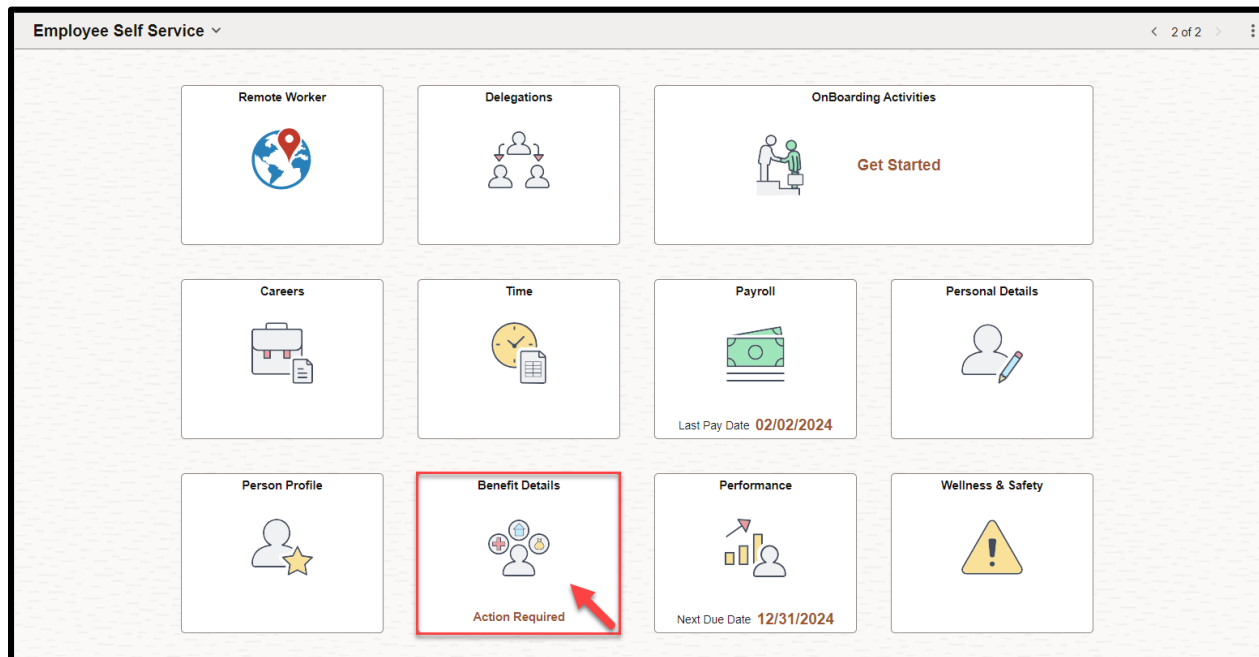 Employee Self Service
2 of 2
Remote Worker
Delegations
OnBoarding Activities
Get Started
Careers
Time
Payroll
Personal Details
Last Pay Date 02/02/2024
Person Profile
Benefit Details
Performance
Wellness & Safety
Action Required
Next Due Date 12/31/2024